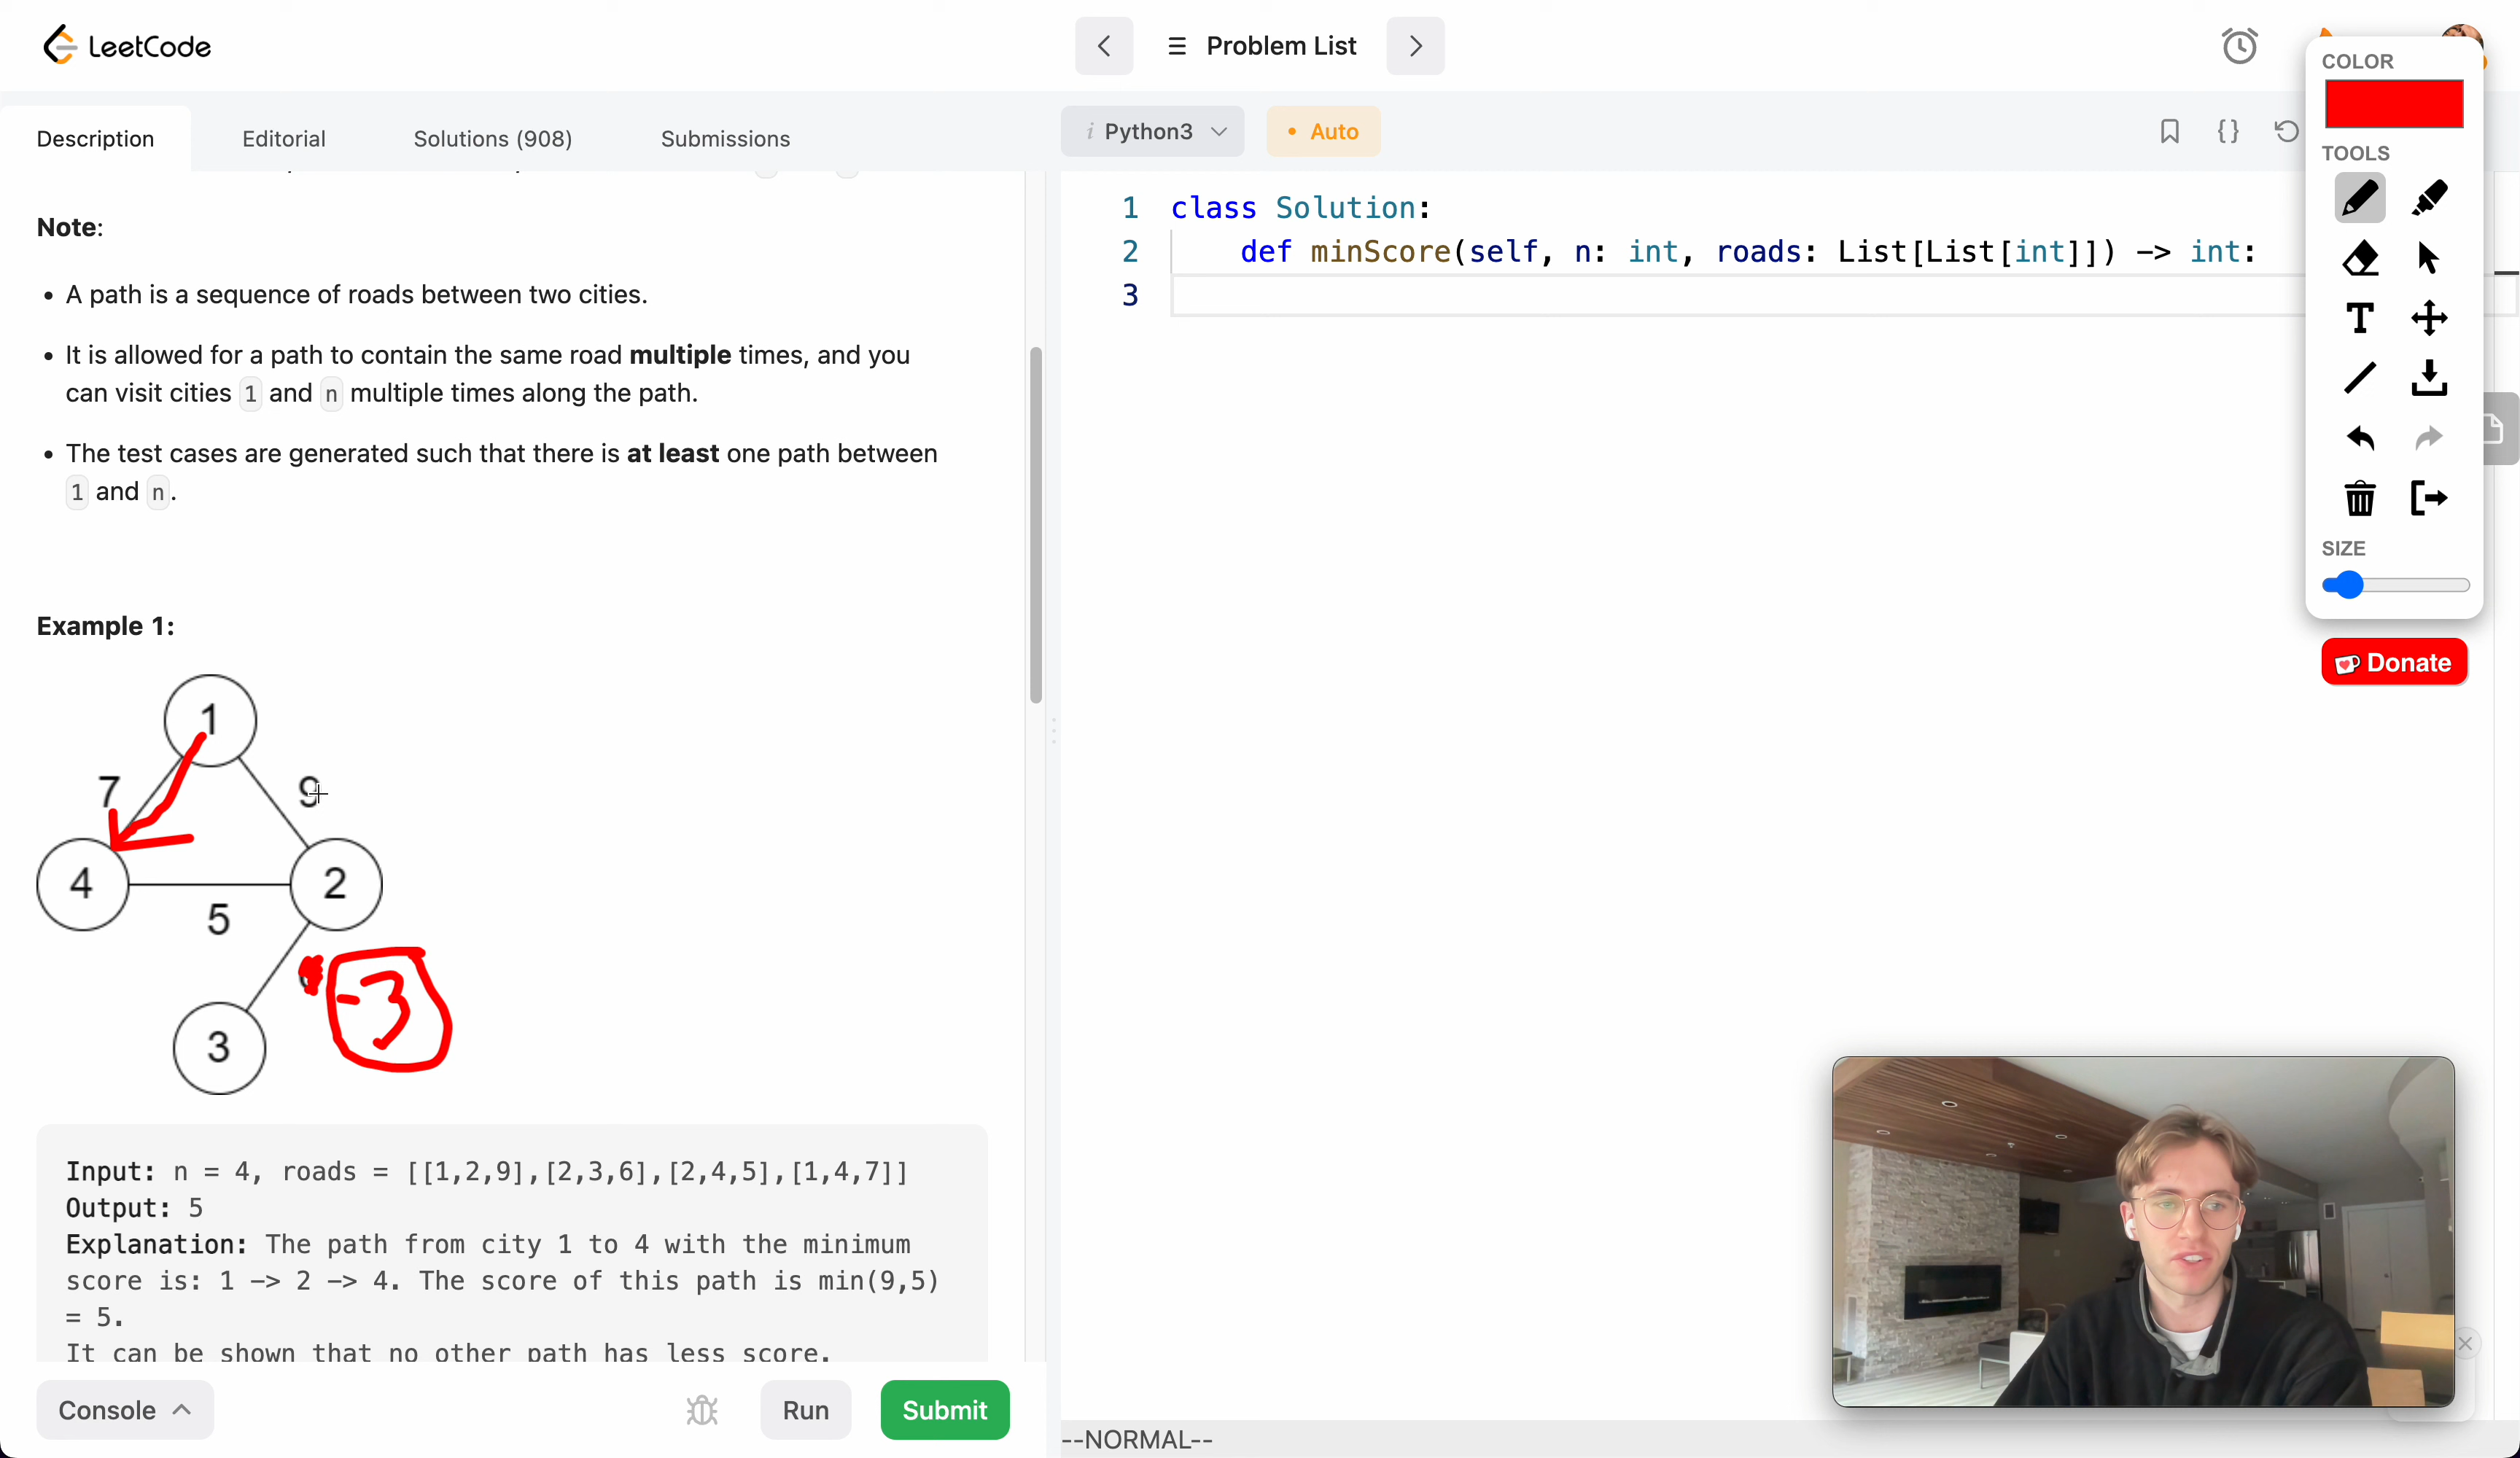 LeetCode
Problem List
Description
Editorial
Solutions (908)
Submissions
Note:
• A path is a sequence of roads between two cities.
• It is allowed for a path to contain the same road multiple times, and you
can visit cities 1 and n multiple times along the path.
• The test cases are generated such that there is at least one path between
1 and n.
Example 1:
1
7
9
4
2
5
-3
3
Input: n = 4, roads = [[1,2,9],[2,3,6],[2,4,5],[1,4,7]]
Output: 5
Explanation: The path from city 1 to 4 with the minimum
score is: 1 -> 2 -> 4. The score of this path is min(9,5)
= 5.
It can be shown that no other path has less score.
Console
Run
Submit
i Python3
• Auto
{}
1 class Solution:
2 def minScore(self, n: int, roads: List[List[int]]) -> int:
3
--NORMAL--
COLOR
TOOLS
T
SIZE
Donate